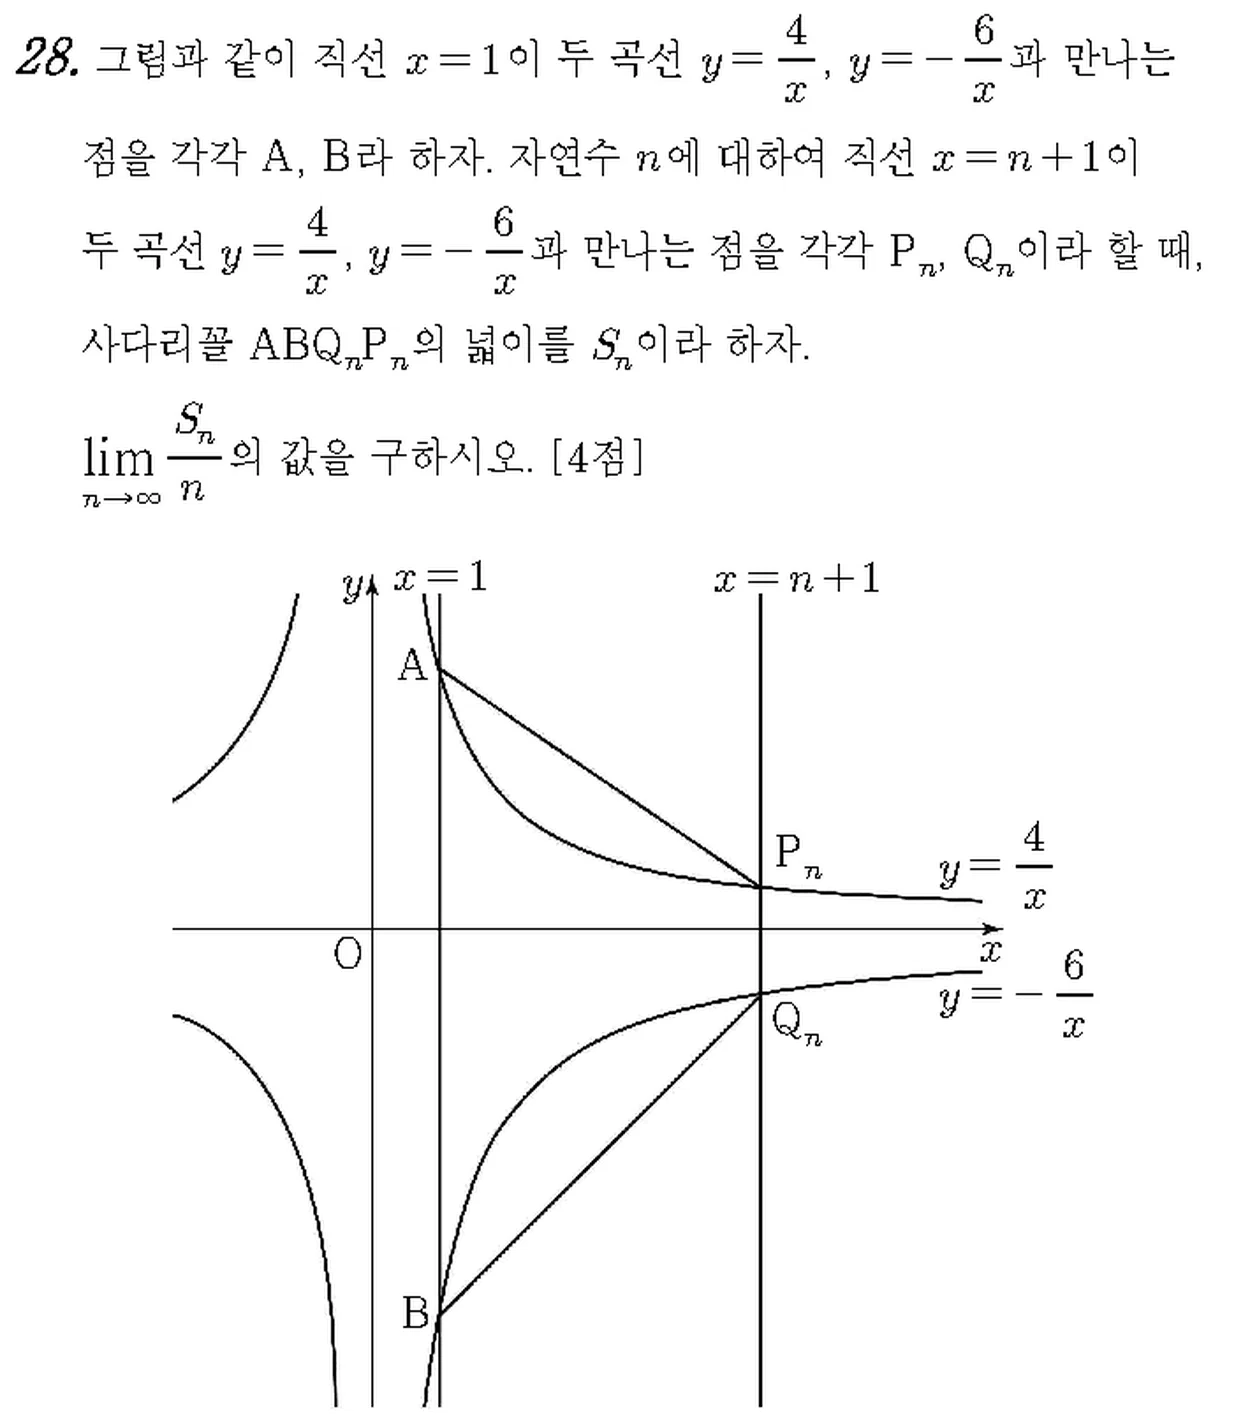 28. 그림과 같이 직선 x=1이 두 곡선 y=4/x, y=-6/x과 만나는
점을 각각 A, B라 하자. 자연수 n에 대하여 직선 x=n+1이
두 곡선 y=4/x, y=-6/x과 만나는 점을 각각 Pₙ, Qₙ이라 할 때,
사다리꼴 ABQₙPₙ의 넓이를 Sₙ이라 하자.
lim n→∞ Sₙ/n의 값을 구하시오. [4점]
y x=1 x=n+1
A
Pₙ y=4/x
O x
Qₙ y=-6/x
B